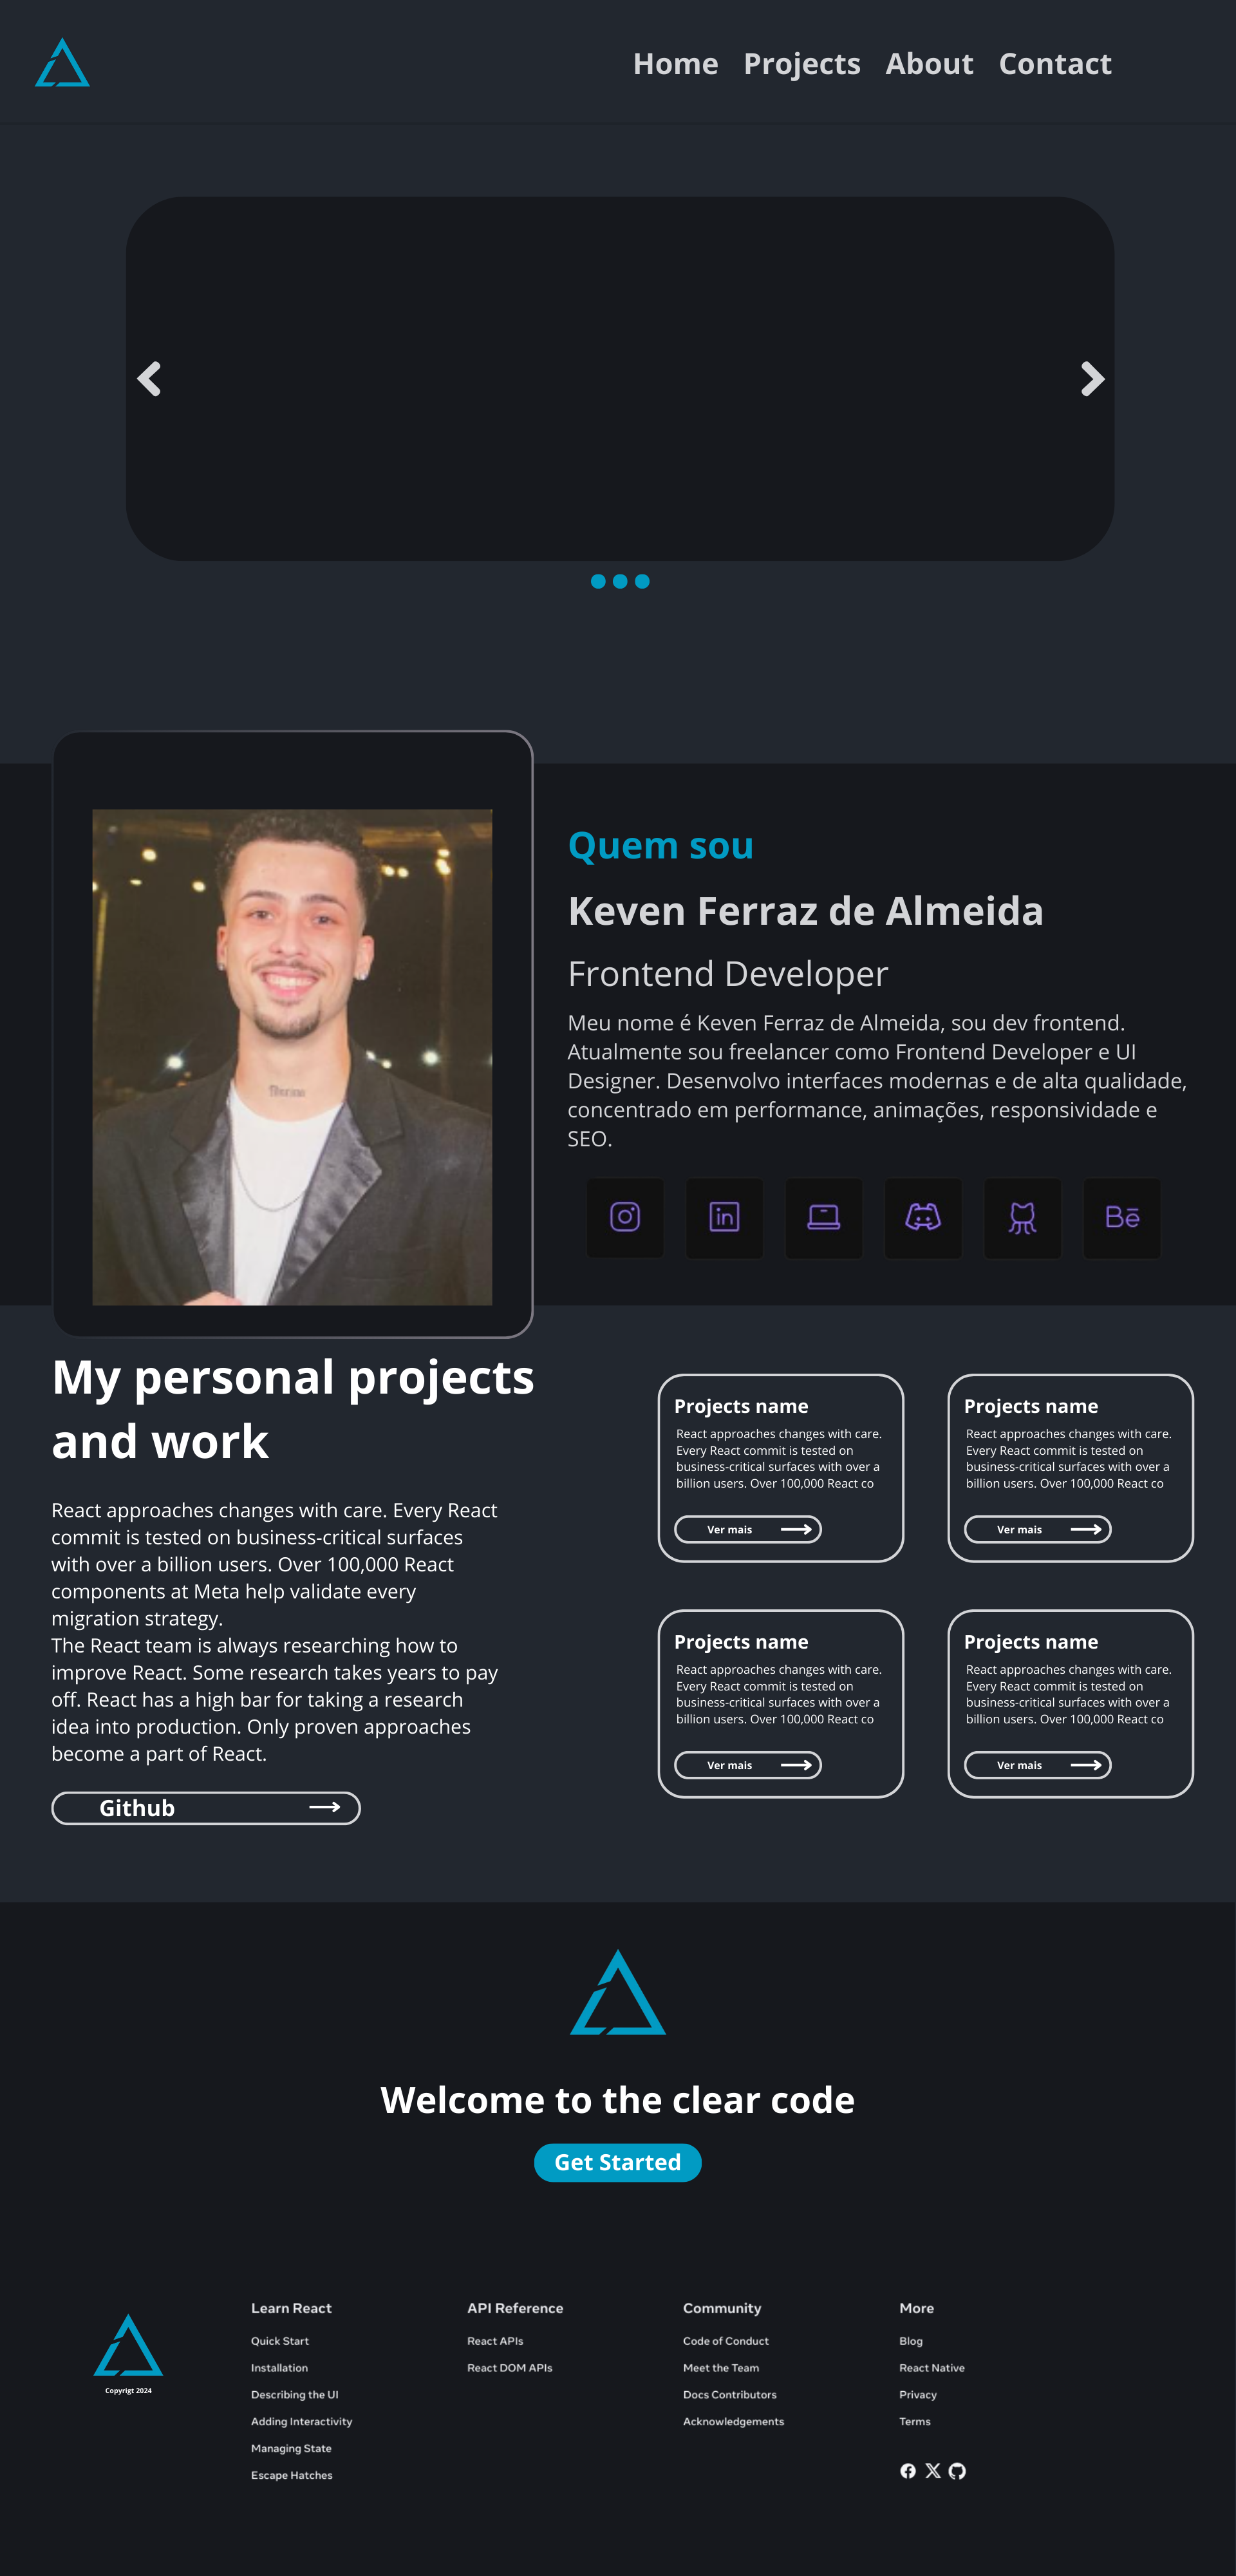 Home Projects About Contact
Quem sou
Keven Ferraz de Almeida
Frontend Developer
Meu nome é Keven Ferraz de Almeida, sou dev frontend.
Atualmente sou freelancer como Frontend Developer e UI
Designer. Desenvolvo interfaces modernas e de alta qualidade,
concentrado em performance, animações, responsividade e
SEO.
in
Bē
My personal projects
and work
React approaches changes with care. Every React
commit is tested on business-critical surfaces
with over a billion users. Over 100,000 React
components at Meta help validate every
migration strategy.
The React team is always researching how to
improve React. Some research takes years to pay
off. React has a high bar for taking a research
idea into production. Only proven approaches
become a part of React.
Github
Projects name
React approaches changes with care.
Every React commit is tested on
business-critical surfaces with over a
billion users. Over 100,000 React co
Ver mais
Projects name
React approaches changes with care.
Every React commit is tested on
business-critical surfaces with over a
billion users. Over 100,000 React co
Ver mais
Projects name
React approaches changes with care.
Every React commit is tested on
business-critical surfaces with over a
billion users. Over 100,000 React co
Ver mais
Projects name
React approaches changes with care.
Every React commit is tested on
business-critical surfaces with over a
billion users. Over 100,000 React co
Ver mais
Welcome to the clear code
Get Started
Copyrigt 2024
Learn React
Quick Start
Installation
Describing the UI
Adding Interactivity
Managing State
Escape Hatches
API Reference
React APIs
React DOM APIs
Community
Code of Conduct
Meet the Team
Docs Contributors
Acknowledgements
More
Blog
React Native
Privacy
Terms